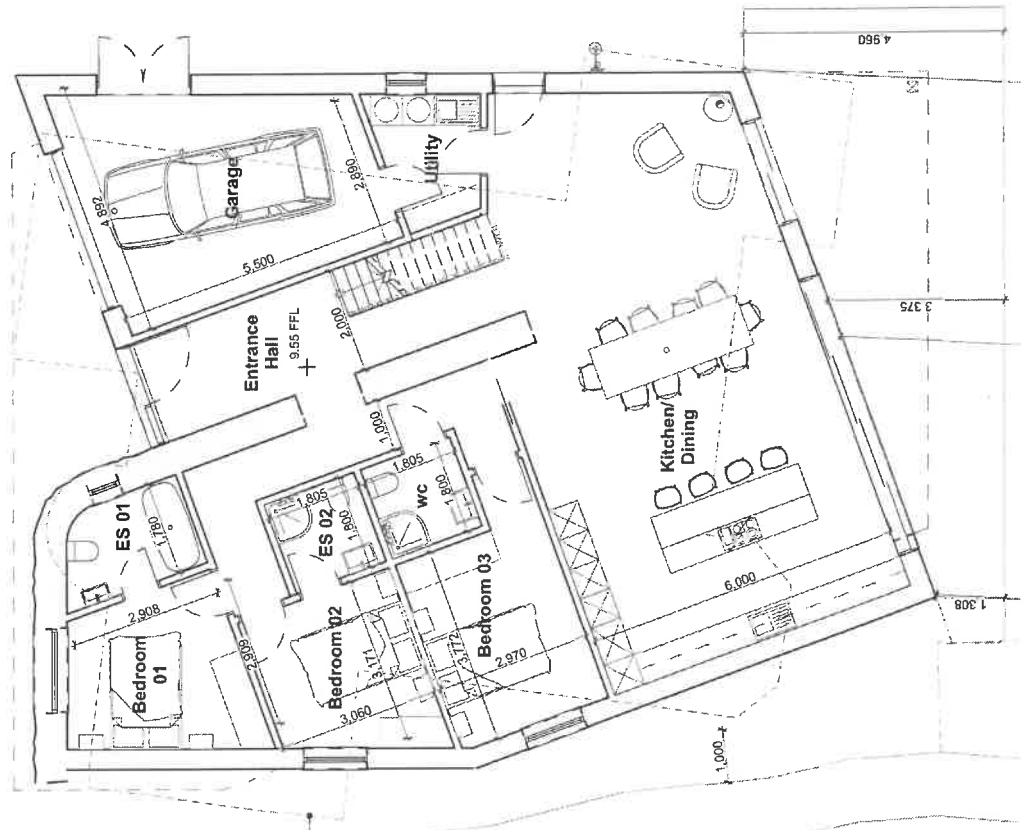 4 960
3 375
1 308
1,000
4 892
Garage
5,500
2,890
Utility
Entrance
Hall
9.55 FFL
2,000
1,000
ES 01
1,780
2,908
Bedroom
01
2,909
ES 02
1,805
1,800
wc
1,805
1,800
Bedroom 02
3,171
3,060
Bedroom 03
3,772
2,970
Kitchen/
Dining
6,000